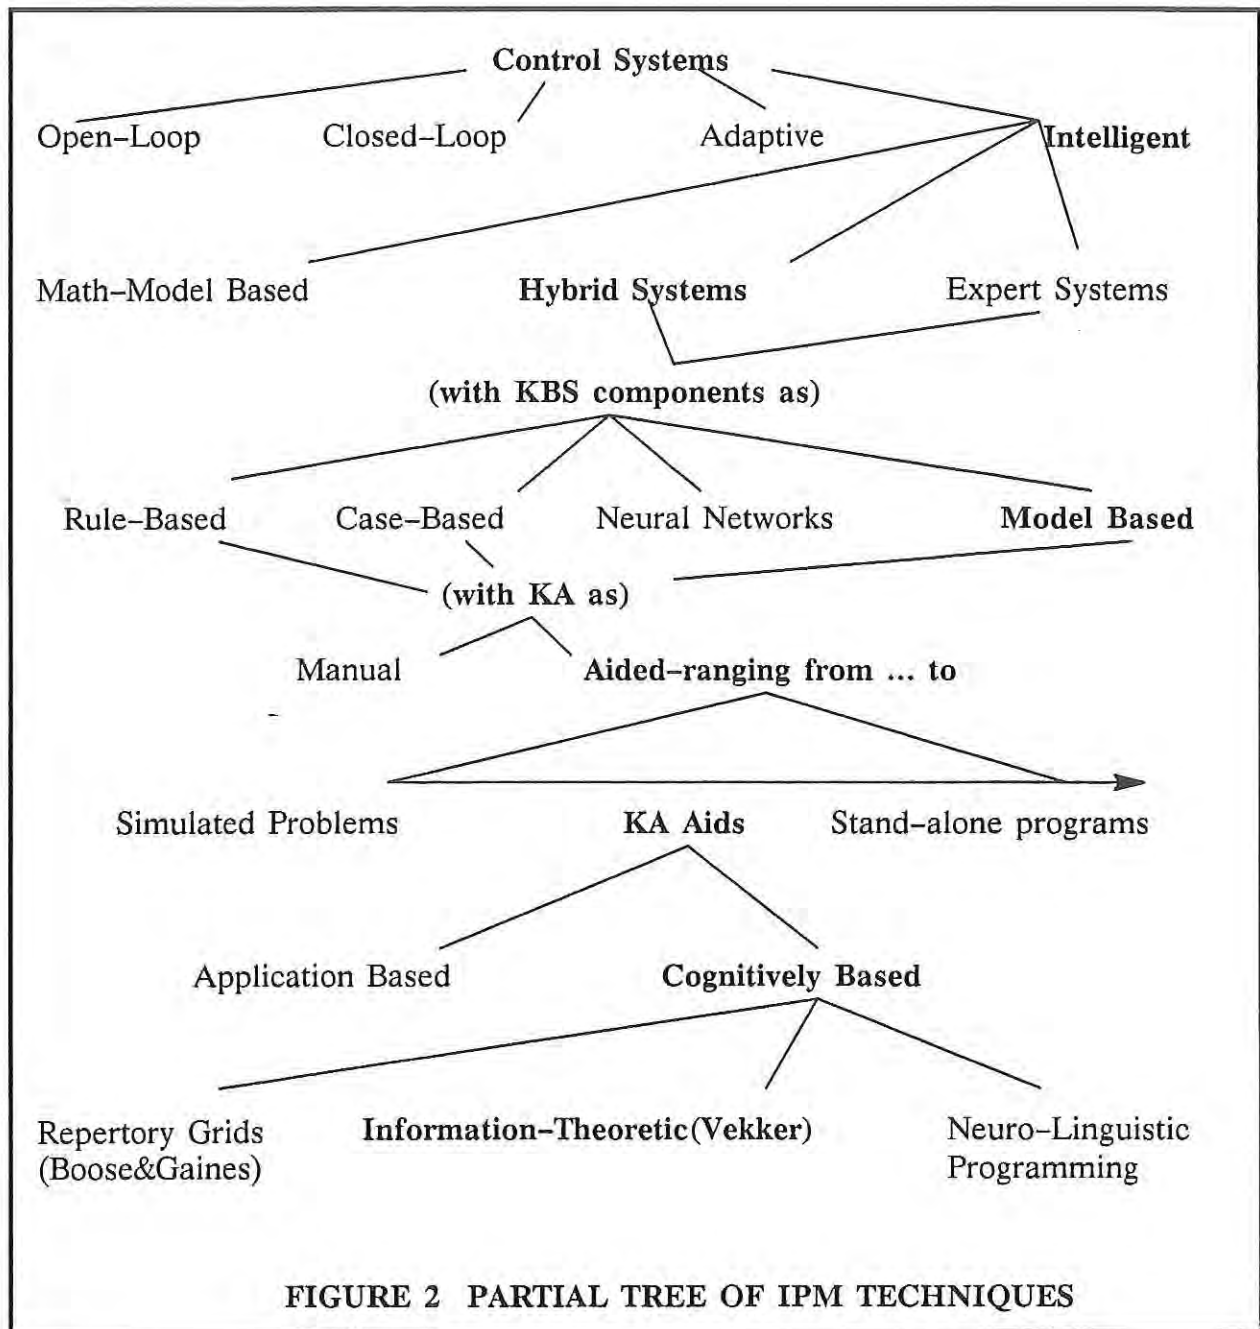 Control Systems
Open-Loop Closed-Loop Adaptive Intelligent
Math-Model Based Hybrid Systems Expert Systems
(with KBS components as)
Rule-Based Case-Based Neural Networks Model Based
(with KA as)
Manual Aided-ranging from ... to
Simulated Problems KA Aids Stand-alone programs
Application Based Cognitively Based
Repertory Grids Information-Theoretic(Vekker) Neuro-Linguistic
(Boose&Gaines) Programming
FIGURE 2 PARTIAL TREE OF IPM TECHNIQUES